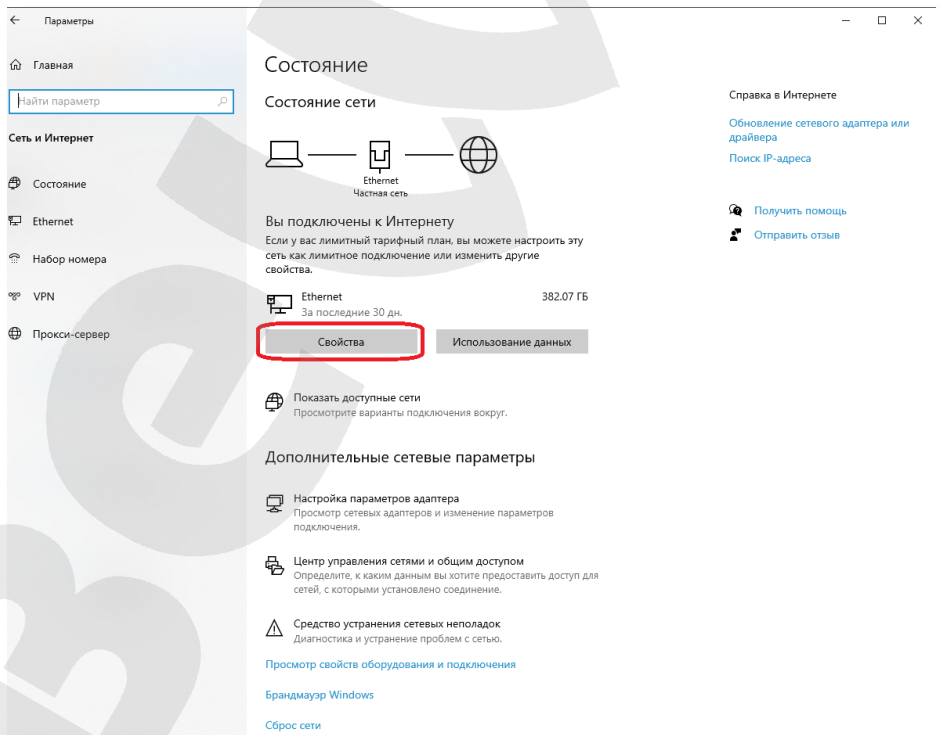 Параметры
Главная
Найти параметр
Сеть и Интернет
Состояние
Ethernet
Набор номера
VPN
Прокси-сервер
Состояние
Состояние сети
Ethernet
Частная сеть
Вы подключены к Интернету
Если у вас лимитный тарифный план, вы можете настроить эту
сеть как лимитное подключение или изменить другие
свойства.
Ethernet
382.07 ГБ
За последние 30 дн.
Свойства
Использование данных
Показать доступные сети
Просмотрите варианты подключения вокруг.
Дополнительные сетевые параметры
Настройка параметров адаптера
Просмотр сетевых адаптеров и изменение параметров
подключения.
Центр управления сетями и общим доступом
Определите, к каким данным вы хотите предоставить доступ для
сетей, с которыми установлено соединение.
Средство устранения сетевых неполадок
Диагностика и устранение проблем с сетью.
Просмотр свойств оборудования и подключения
Брандмауэр Windows
Сброс сети
Справка в Интернете
Обновление сетевого адаптера или
драйвера
Поиск IP-адреса
Получить помощь
Отправить отзыв